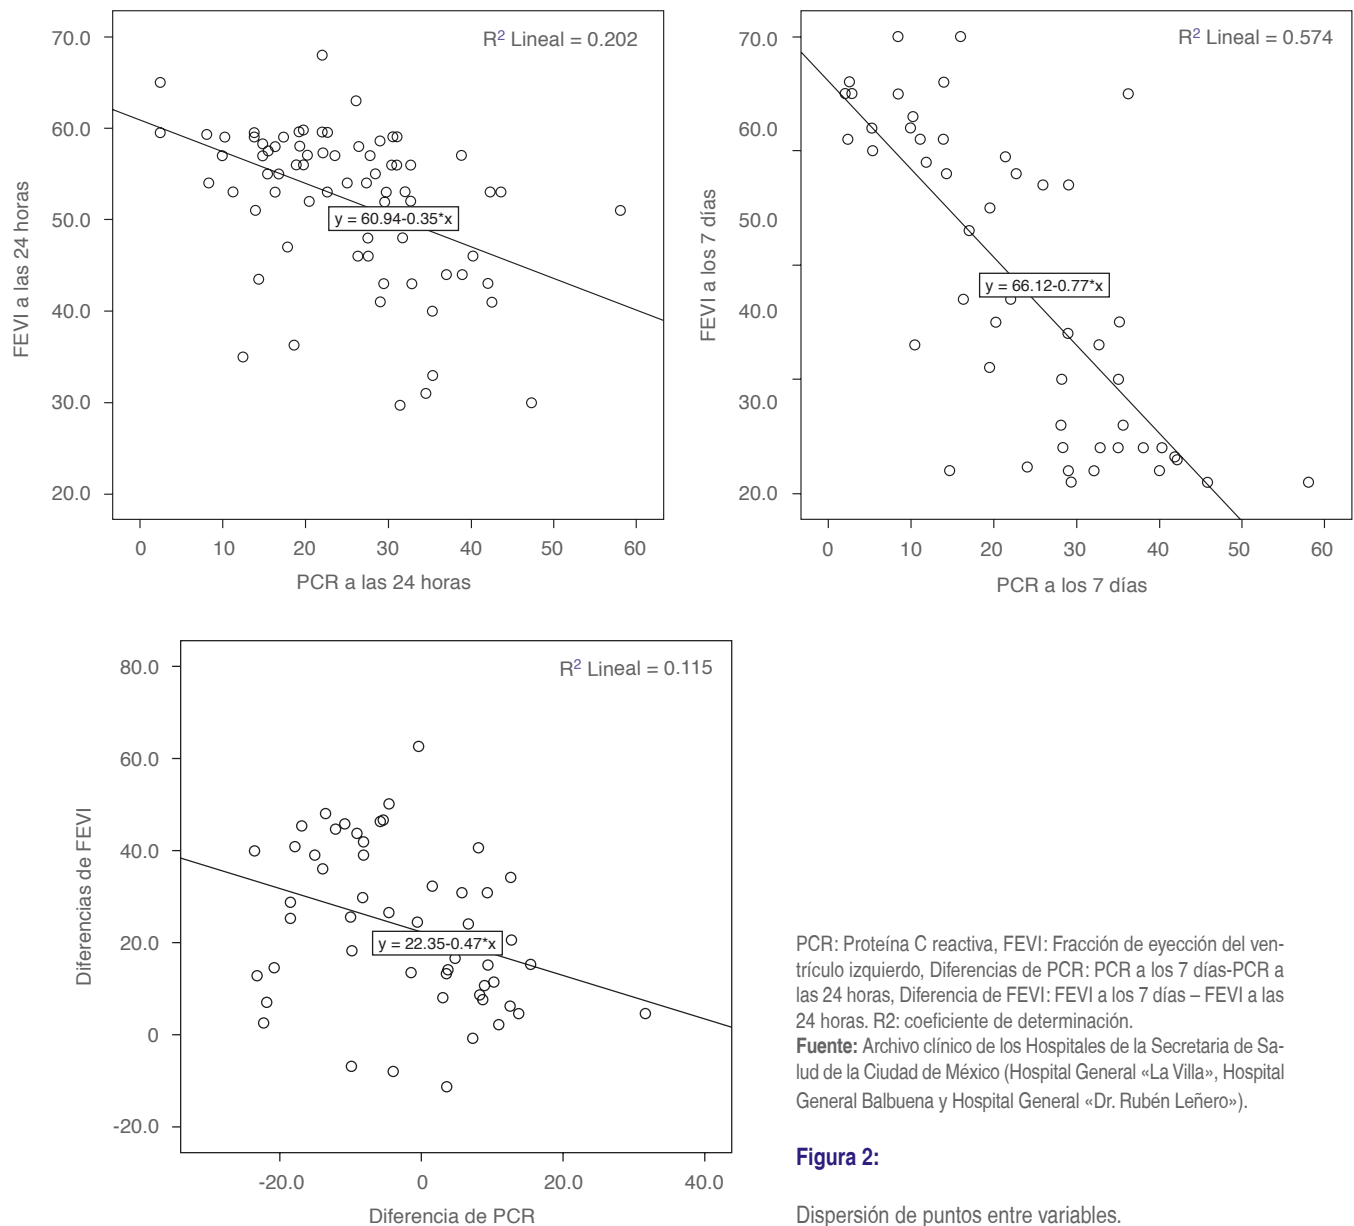 R² Lineal = 0.202
70.0
60.0
50.0
40.0
30.0
20.0
FEVI a las 24 horas
y = 60.94-0.35*x
0 10 20 30 40 50 60
PCR a las 24 horas
R² Lineal = 0.574
70.0
60.0
50.0
40.0
30.0
20.0
FEVI a los 7 días
y = 66.12-0.77*x
0 10 20 30 40 50 60
PCR a los 7 días
R² Lineal = 0.115
80.0
60.0
40.0
20.0
0
-20.0
Diferencias de FEVI
y = 22.35-0.47*x
-20.0 0 20.0 40.0
Diferencia de PCR
PCR: Proteína C reactiva, FEVI: Fracción de eyección del ven-
trículo izquierdo, Diferencias de PCR: PCR a los 7 días-PCR a
las 24 horas, Diferencia de FEVI: FEVI a los 7 días – FEVI a las
24 horas. R2: coeficiente de determinación.
Fuente: Archivo clínico de los Hospitales de la Secretaria de Sa-
lud de la Ciudad de México (Hospital General «La Villa», Hospital
General Balbuena y Hospital General «Dr. Rubén Leñero»).
Figura 2:
Dispersión de puntos entre variables.